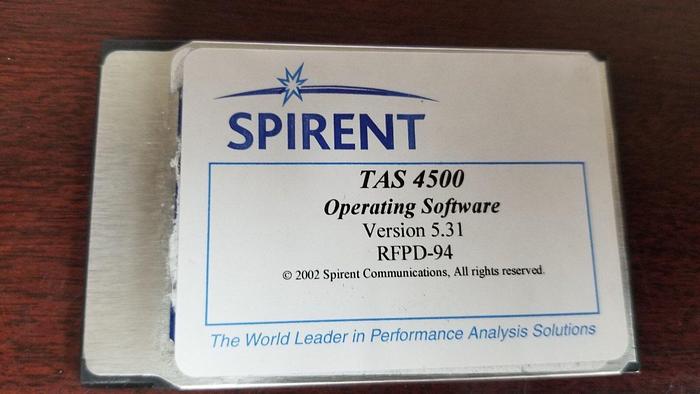 SPIRENT
TAS 4500
Operating Software
Version 5.31
RFPD-94
© 2002 Spirent Communications, All rights reserved.
The World Leader in Performance Analysis Solutions